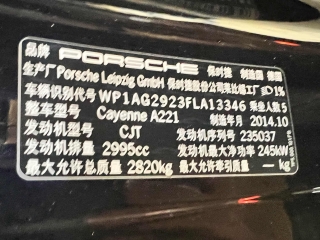 品牌 PORSCHE 保时捷 制造国 德国
生产厂 Porsche Leipzig GmbH 保时捷股份公司莱比锡工厂 1%
车辆识别代号 WP1AG2923FLA13346 乘坐人数 5
整车型号 Cayenne A221 制造年月 2014.10
发动机型号 CJT 发动机序号 235037
发动机排量 2995cc 发动机最大净功率 245kW
最大允许总质量 2820kg 最大允许牵引质量 — kg